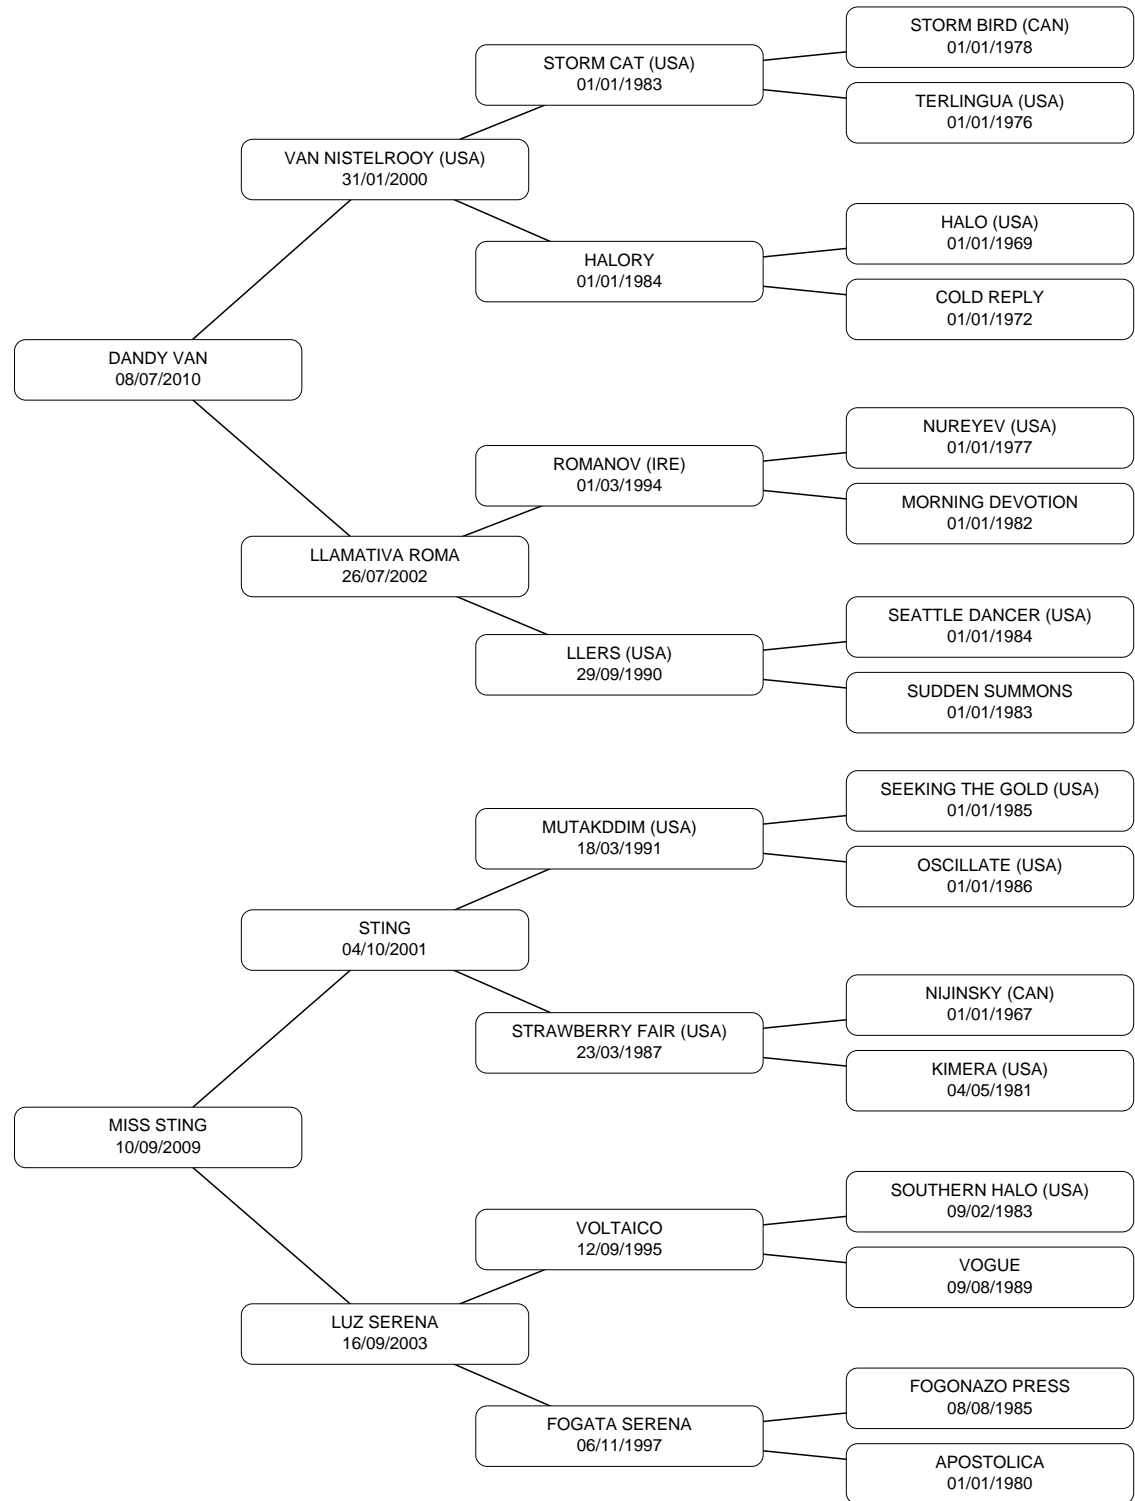 STORM BIRD (CAN)
01/01/1978
STORM CAT (USA)
01/01/1983
TERLINGUA (USA)
01/01/1976
VAN NISTELROOY (USA)
31/01/2000
HALO (USA)
01/01/1969
HALORY
01/01/1984
COLD REPLY
01/01/1972
DANDY VAN
08/07/2010
NUREYEV (USA)
01/01/1977
ROMANOV (IRE)
01/03/1994
MORNING DEVOTION
01/01/1982
LLAMATIVA ROMA
26/07/2002
SEATTLE DANCER (USA)
01/01/1984
LLERS (USA)
29/09/1990
SUDDEN SUMMONS
01/01/1983
SEEKING THE GOLD (USA)
01/01/1985
MUTAKDDIM (USA)
18/03/1991
OSCILLATE (USA)
01/01/1986
STING
04/10/2001
NIJINSKY (CAN)
01/01/1967
STRAWBERRY FAIR (USA)
23/03/1987
KIMERA (USA)
04/05/1981
MISS STING
10/09/2009
SOUTHERN HALO (USA)
09/02/1983
VOLTAICO
12/09/1995
VOGUE
09/08/1989
LUZ SERENA
16/09/2003
FOGONAZO PRESS
08/08/1985
FOGATA SERENA
06/11/1997
APOSTOLICA
01/01/1980